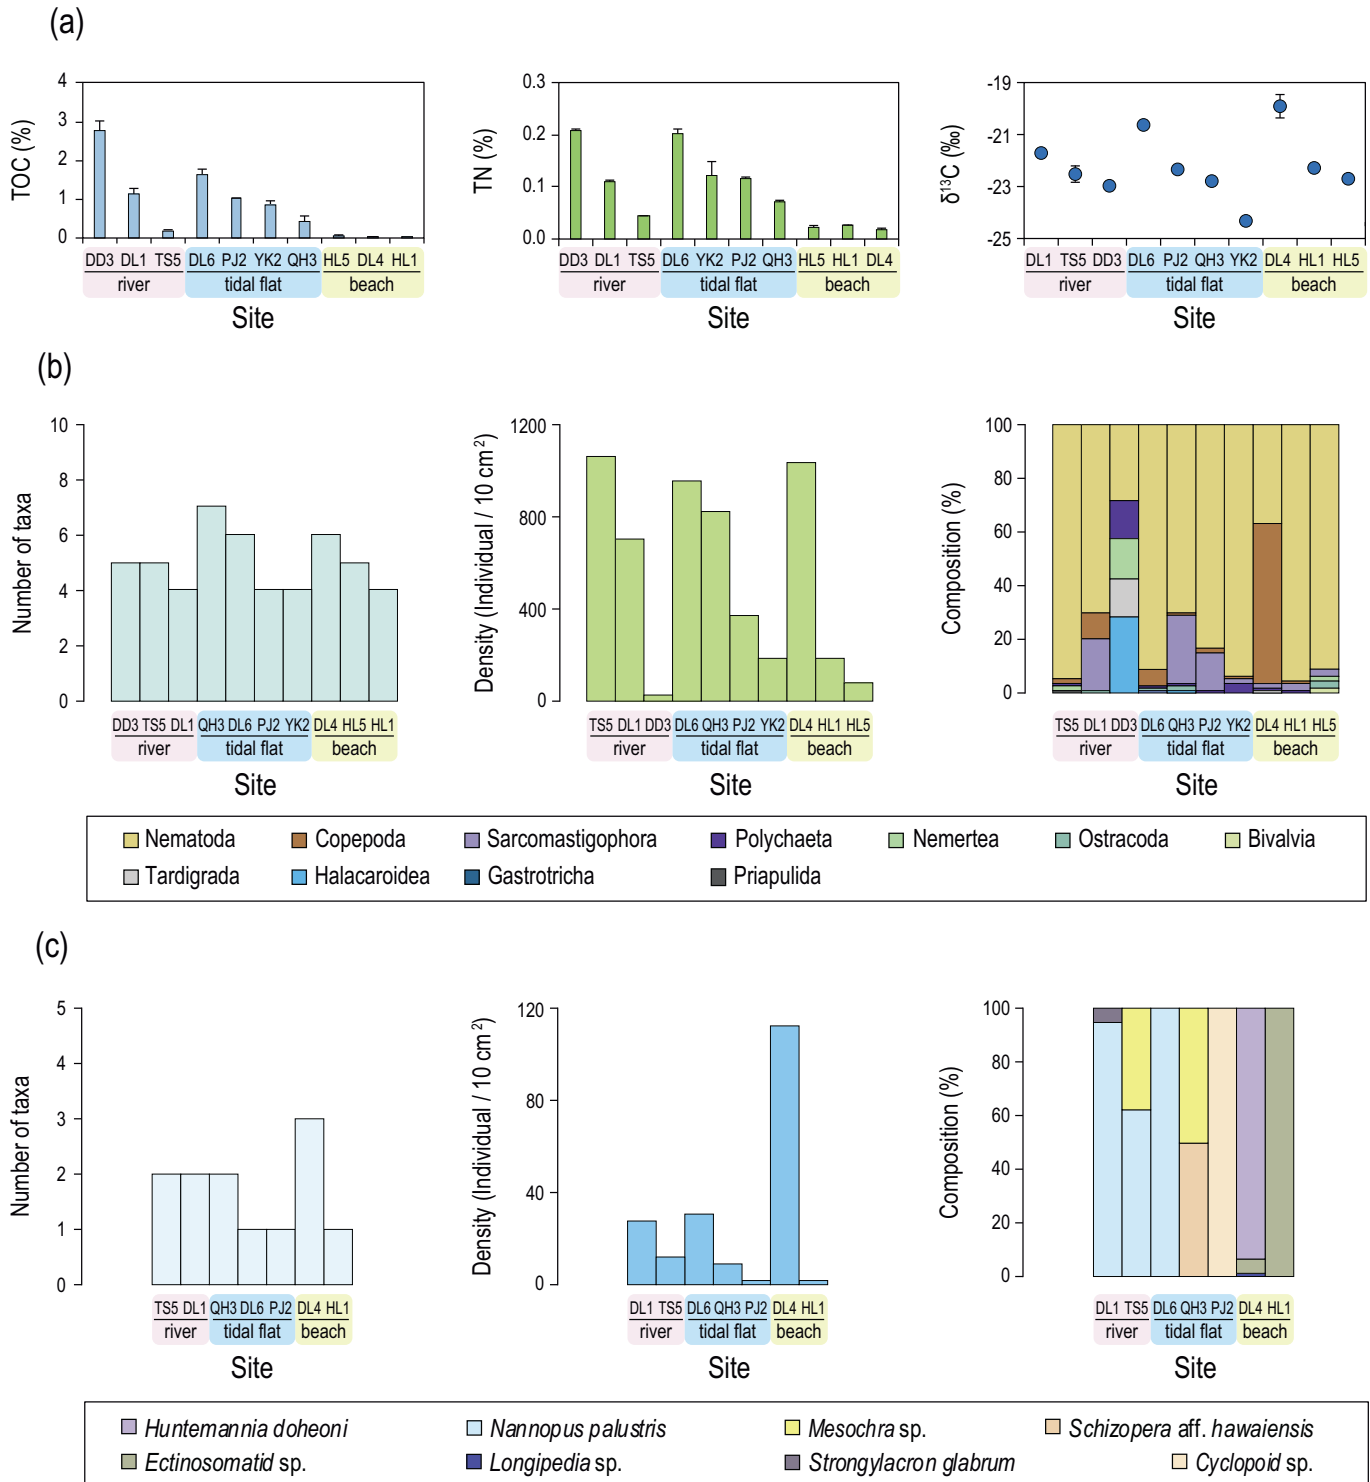 (a)
TOC (%)
4
3
2
1
0
DD3 DL1 TS5 DL6 PJ2 YK2 QH3 HL5 DL4 HL1
river tidal flat beach
Site
TN (%)
0.3
0.2
0.1
0.0
DD3 DL1 TS5 DL6 YK2 PJ2 QH3 HL5 HL1 DL4
river tidal flat beach
Site
δ¹³C (‰)
-19
-21
-23
-25
DL1 TS5 DD3 DL6 PJ2 QH3 YK2 DL4 HL1 HL5
river tidal flat beach
Site
(b)
Number of taxa
10
8
6
4
2
0
DD3 TS5 DL1 QH3 DL6 PJ2 YK2 DL4 HL5 HL1
river tidal flat beach
Site
Density (Individual / 10 cm²)
1200
800
400
0
TS5 DL1 DD3 DL6 QH3 PJ2 YK2 DL4 HL1 HL5
river tidal flat beach
Site
Composition (%)
100
80
60
40
20
0
TS5 DL1 DD3 DL6 QH3 PJ2 YK2 DL4 HL1 HL5
river tidal flat beach
Site
Nematoda Copepoda Sarcomastigophora Polychaeta Nemertea Ostracoda Bivalvia
Tardigrada Halacaroidea Gastrotricha Priapulida
(c)
Number of taxa
5
4
3
2
1
0
TS5 DL1 QH3 DL6 PJ2 DL4 HL1
river tidal flat beach
Site
Density (Individual / 10 cm²)
120
80
40
0
DL1 TS5 DL6 QH3 PJ2 DL4 HL1
river tidal flat beach
Site
Composition (%)
100
80
60
40
20
0
DL1 TS5 DL6 QH3 PJ2 DL4 HL1
river tidal flat beach
Site
Huntemannia doheoni Nannopus palustris Mesochra sp. Schizopera aff. hawaiensis
Ectinosomatid sp. Longipedia sp. Strongylacron glabrum Cyclopoid sp.